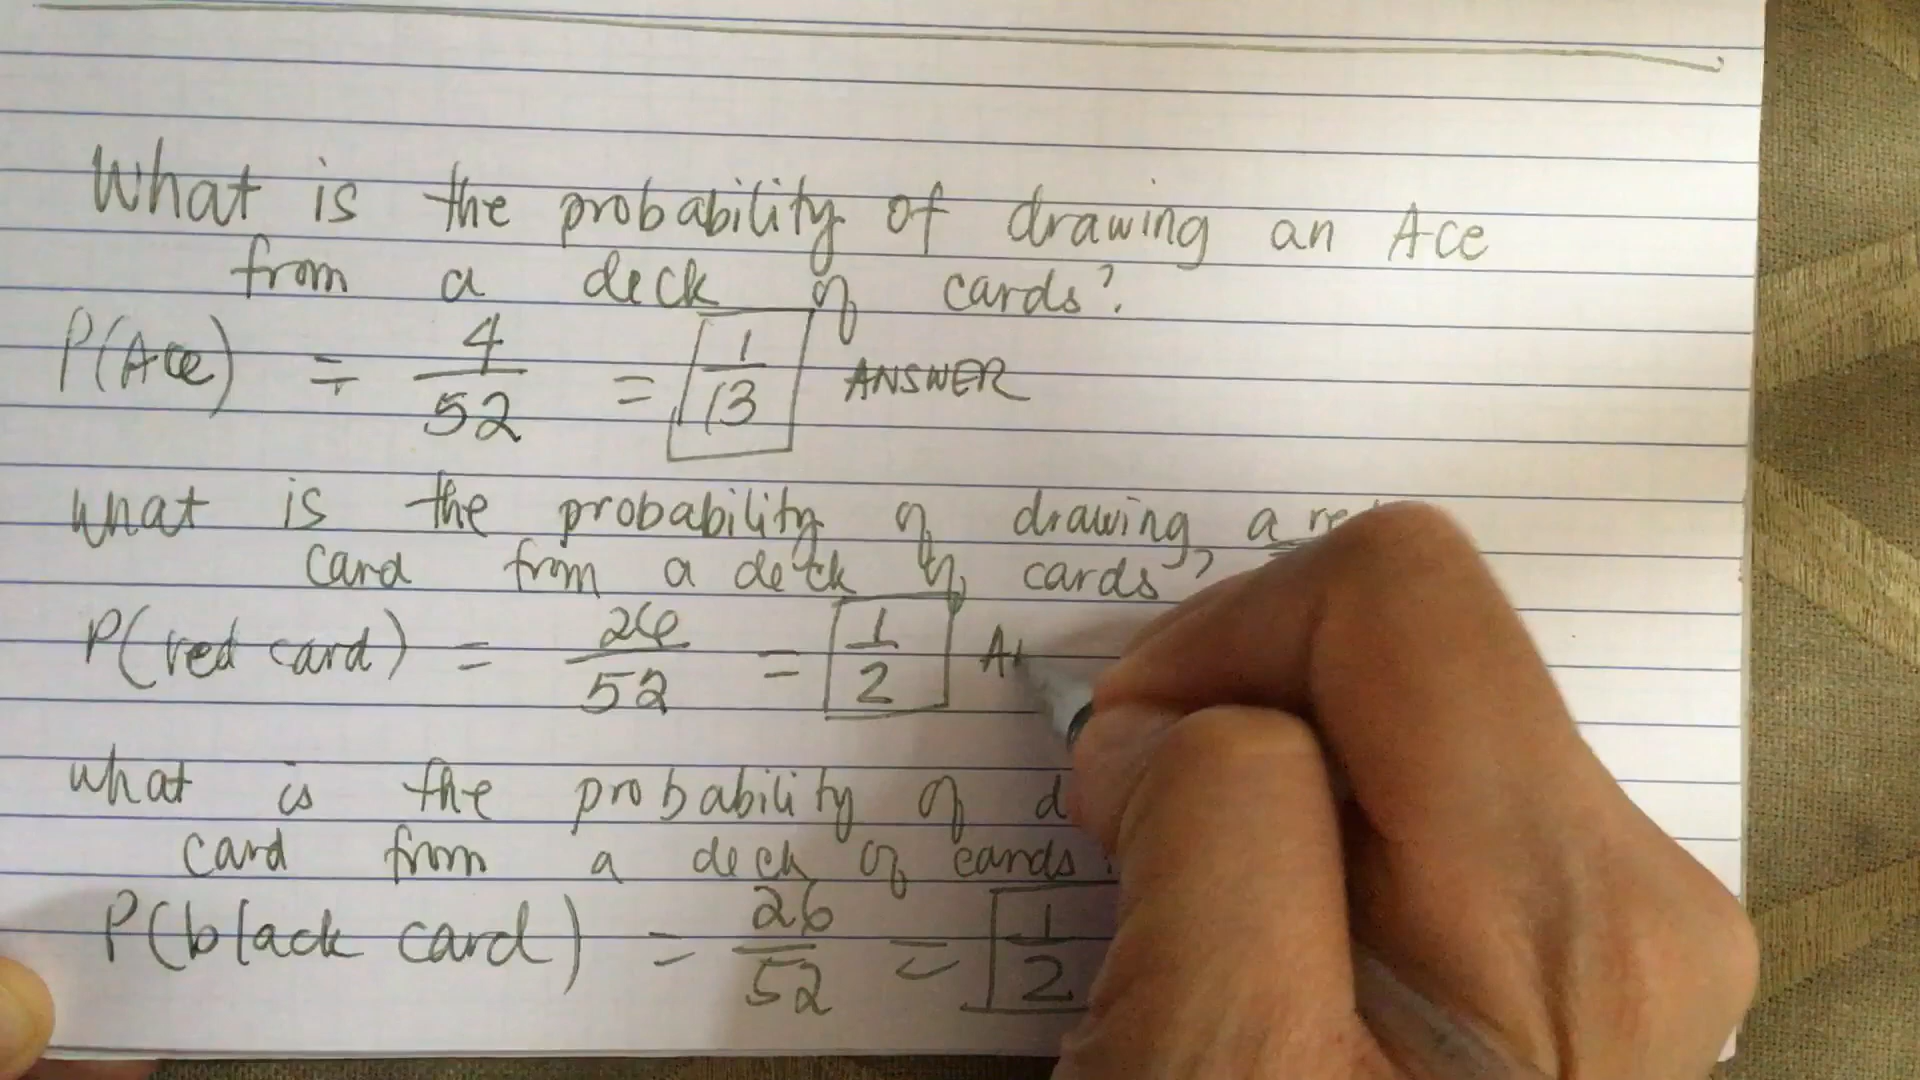 What is the probability of drawing an Ace
from a deck of cards?
P(Ace) = 4/52 = 1/13 ANSWER
What is the probability of drawing a
card from a deck of cards?
P(red card) = 26/52 = 1/2
What is the probability of
card from a deck of cards?
P(black card) = 26/52 = 1/2